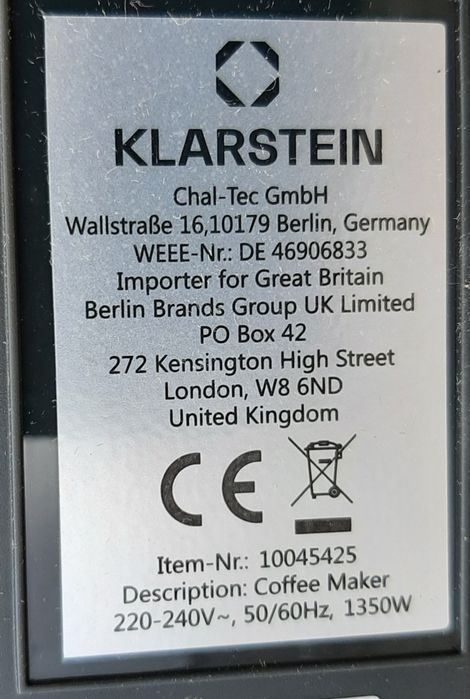 KLARSTEIN
Chal-Tec GmbH
Wallstraße 16,10179 Berlin, Germany
WEEE-Nr.: DE 46906833
Importer for Great Britain
Berlin Brands Group UK Limited
PO Box 42
272 Kensington High Street
London, W8 6ND
United Kingdom
CE
Item-Nr.: 10045425
Description: Coffee Maker
220-240V~, 50/60Hz, 1350W